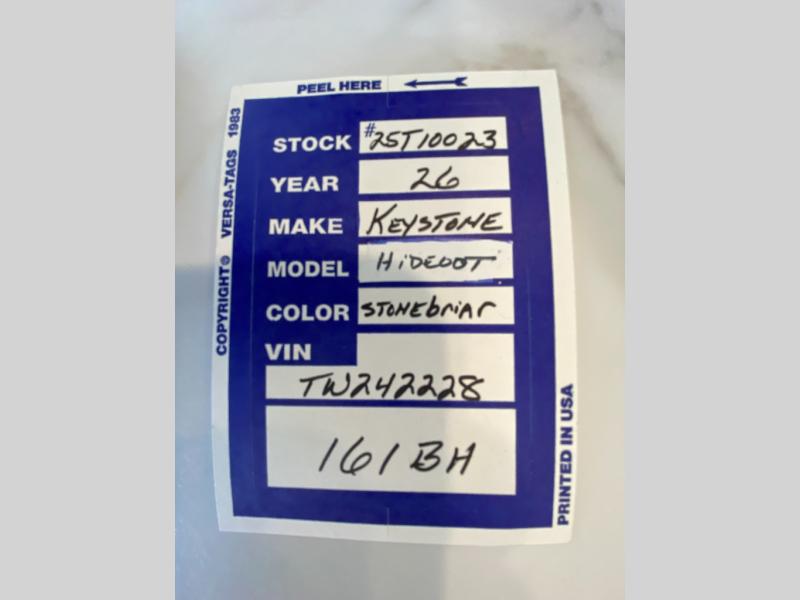 PEEL HERE
COPYRIGHT© VERSA-TAGS 1983
STOCK #25T10023
YEAR 26
MAKE KEYSTONE
MODEL HIDEOUT
COLOR STONEbriAr
VIN
TW242228
161BH
PRINTED IN USA